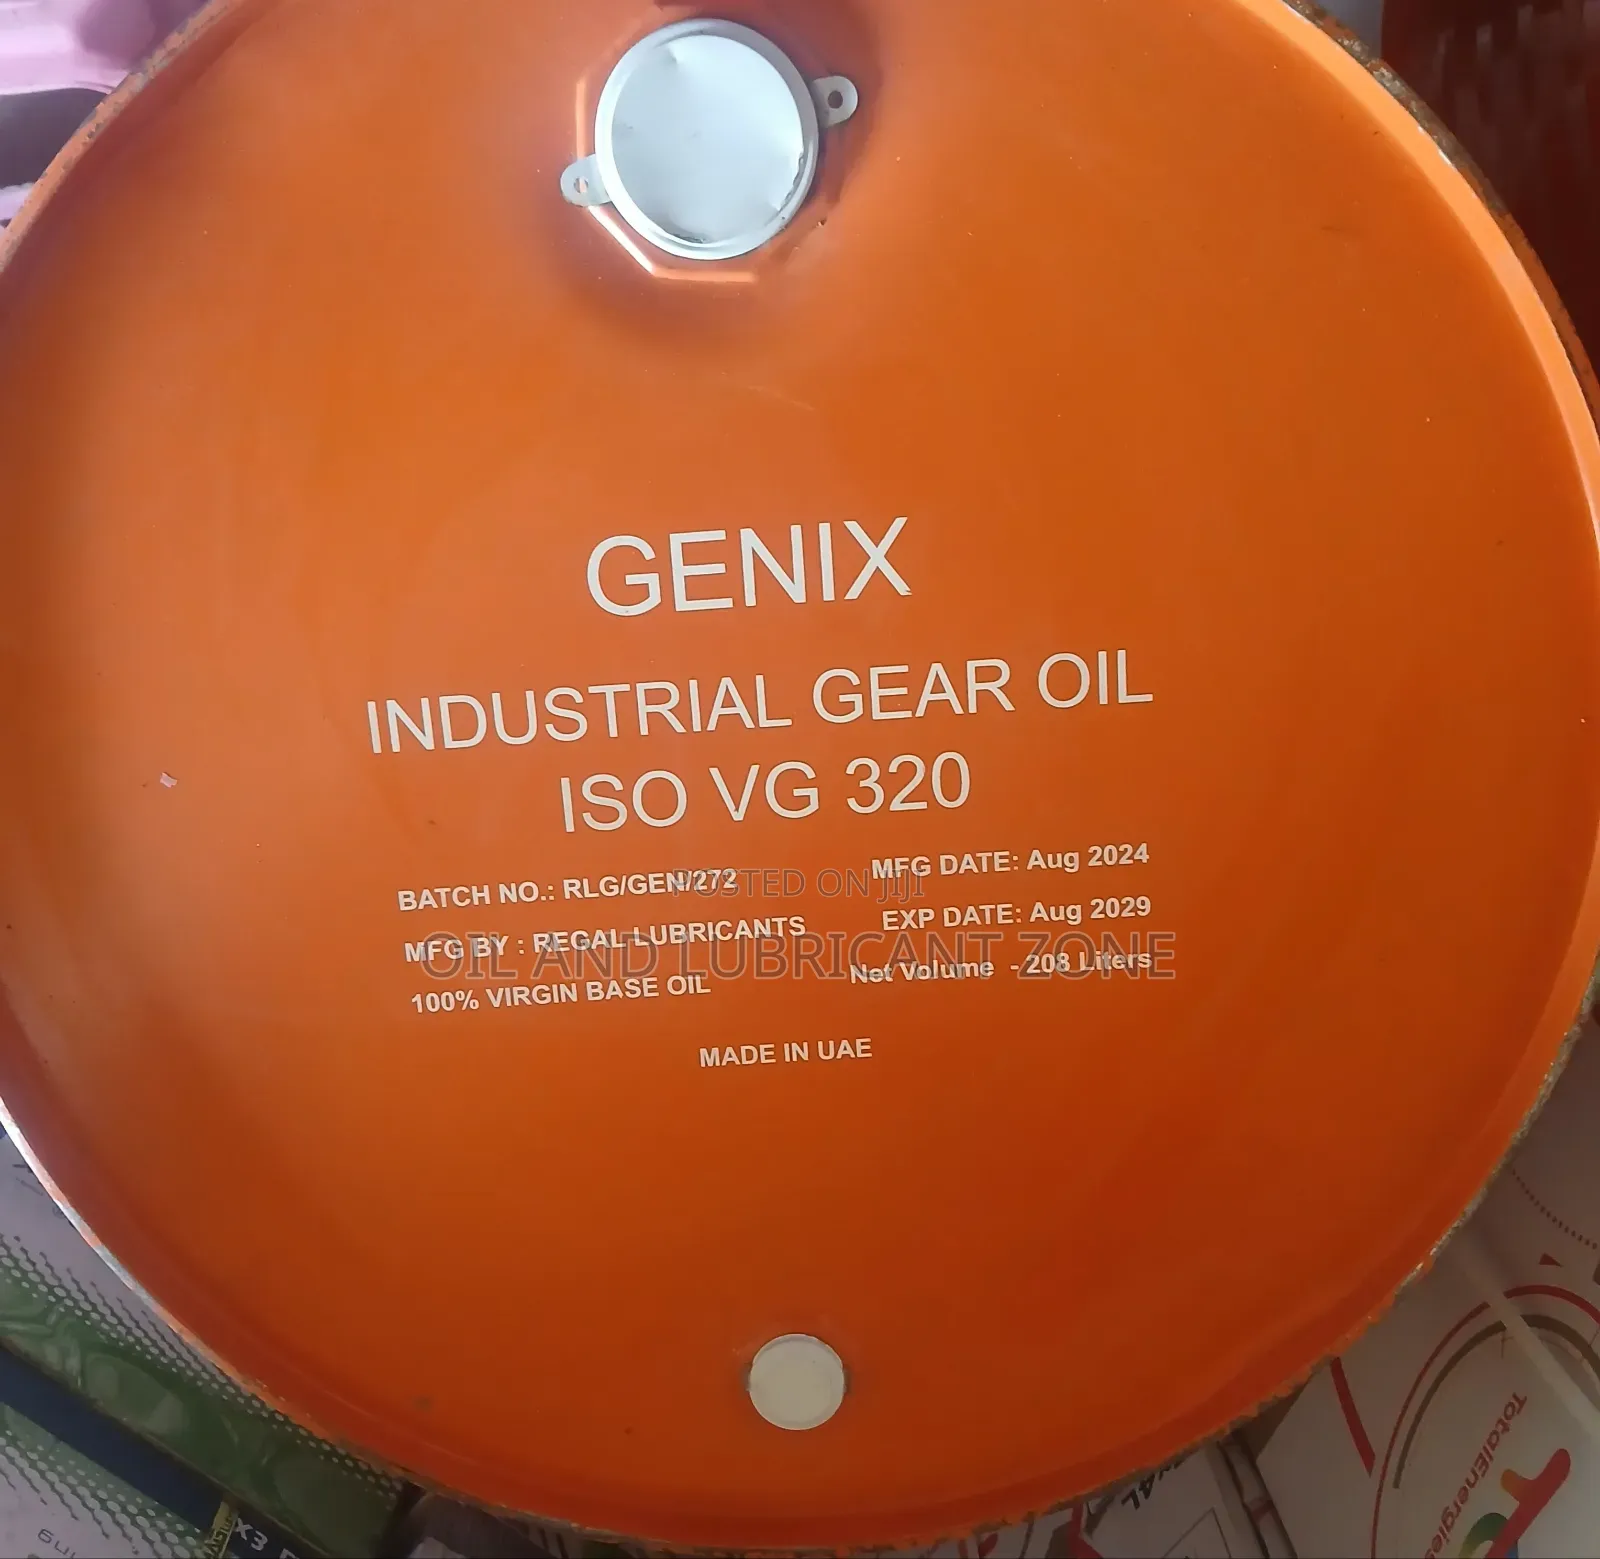 GENIX
INDUSTRIAL GEAR OIL
ISO VG 320
BATCH NO.: RLG/GEN/272
MFG DATE: Aug 2024
POSTED ON JIJI
MFG BY : REGAL LUBRICANTS
EXP DATE: Aug 2029
OIL AND LUBRICANT ZONE
100% VIRGIN BASE OIL
Net Volume - 208 Liters
MADE IN UAE
TotalEnergies
X3